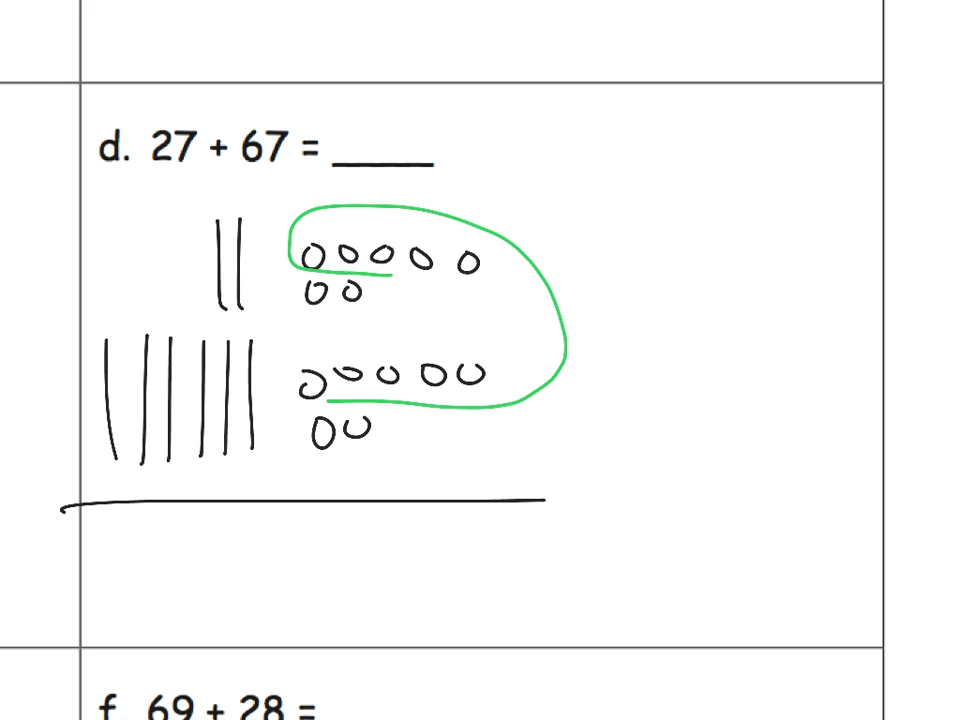 d. 27 + 67 = _____
f. 69 + 28 =